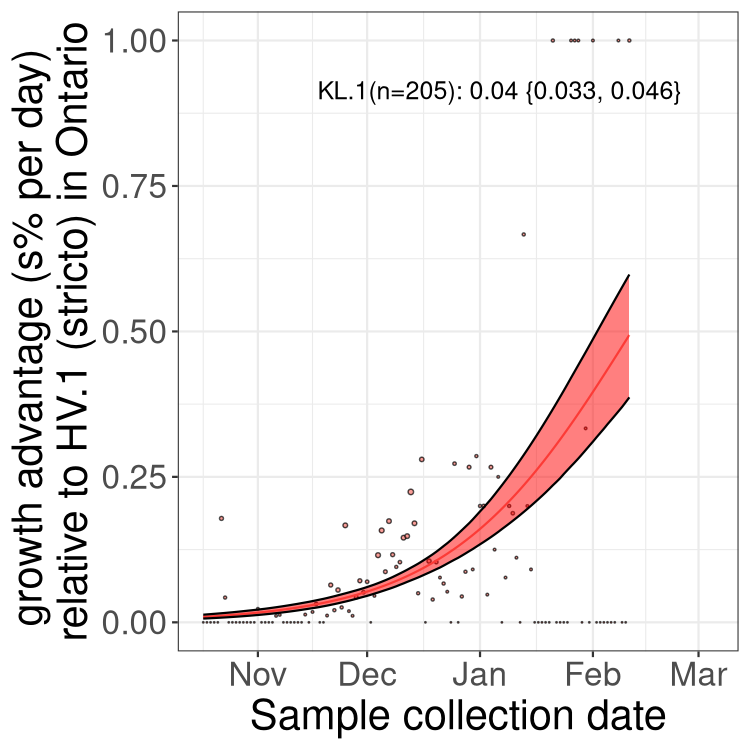 growth advantage (s% per day)
relative to HV.1 (stricto) in Ontario
1.00
0.75
0.50
0.25
0.00
KL.1(n=205): 0.04 {0.033, 0.046}
Nov Dec Jan Feb Mar
Sample collection date